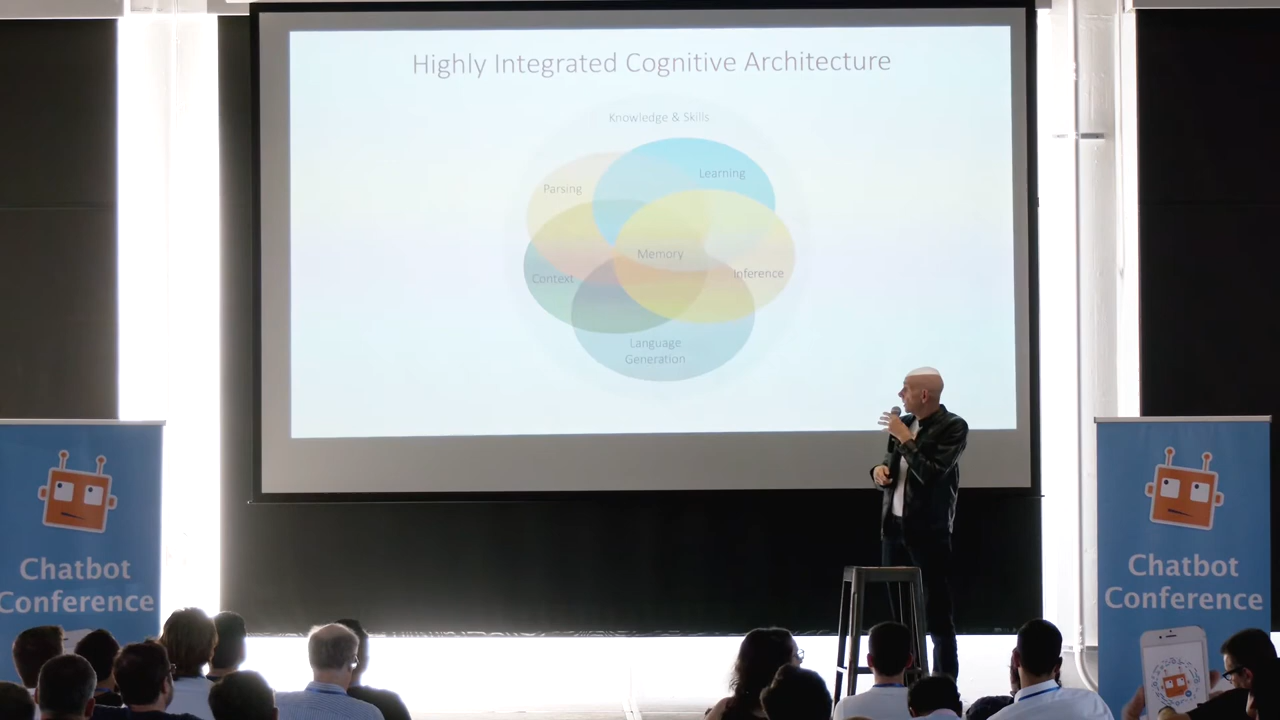 Highly Integrated Cognitive Architecture
Knowledge & Skills
Learning
Parsing
Memory
Context
Inference
Language
Generation
Chatbot
Conference
Chatbot
Conference